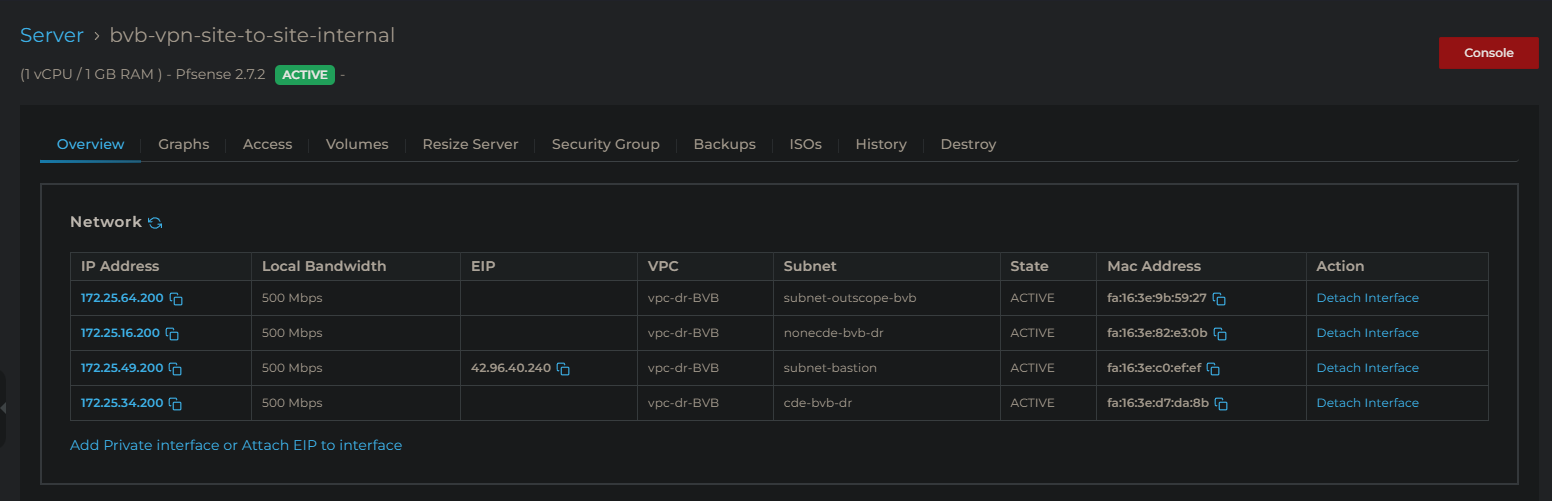 Server › bvb-vpn-site-to-site-internal
Console
(1 vCPU / 1 GB RAM ) - Pfsense 2.7.2 ACTIVE -
Overview Graphs Access Volumes Resize Server Security Group Backups ISOs History Destroy
Network
IP Address Local Bandwidth EIP VPC Subnet State Mac Address Action
172.25.64.200 500 Mbps vpc-dr-BVB subnet-outscope-bvb ACTIVE fa:16:3e:9b:59:27 Detach Interface
172.25.16.200 500 Mbps vpc-dr-BVB nonecde-bvb-dr ACTIVE fa:16:3e:82:e3:0b Detach Interface
172.25.49.200 500 Mbps 42.96.40.240 vpc-dr-BVB subnet-bastion ACTIVE fa:16:3e:c0:ef:ef Detach Interface
172.25.34.200 500 Mbps vpc-dr-BVB cde-bvb-dr ACTIVE fa:16:3e:d7:da:8b Detach Interface
Add Private interface or Attach EIP to interface